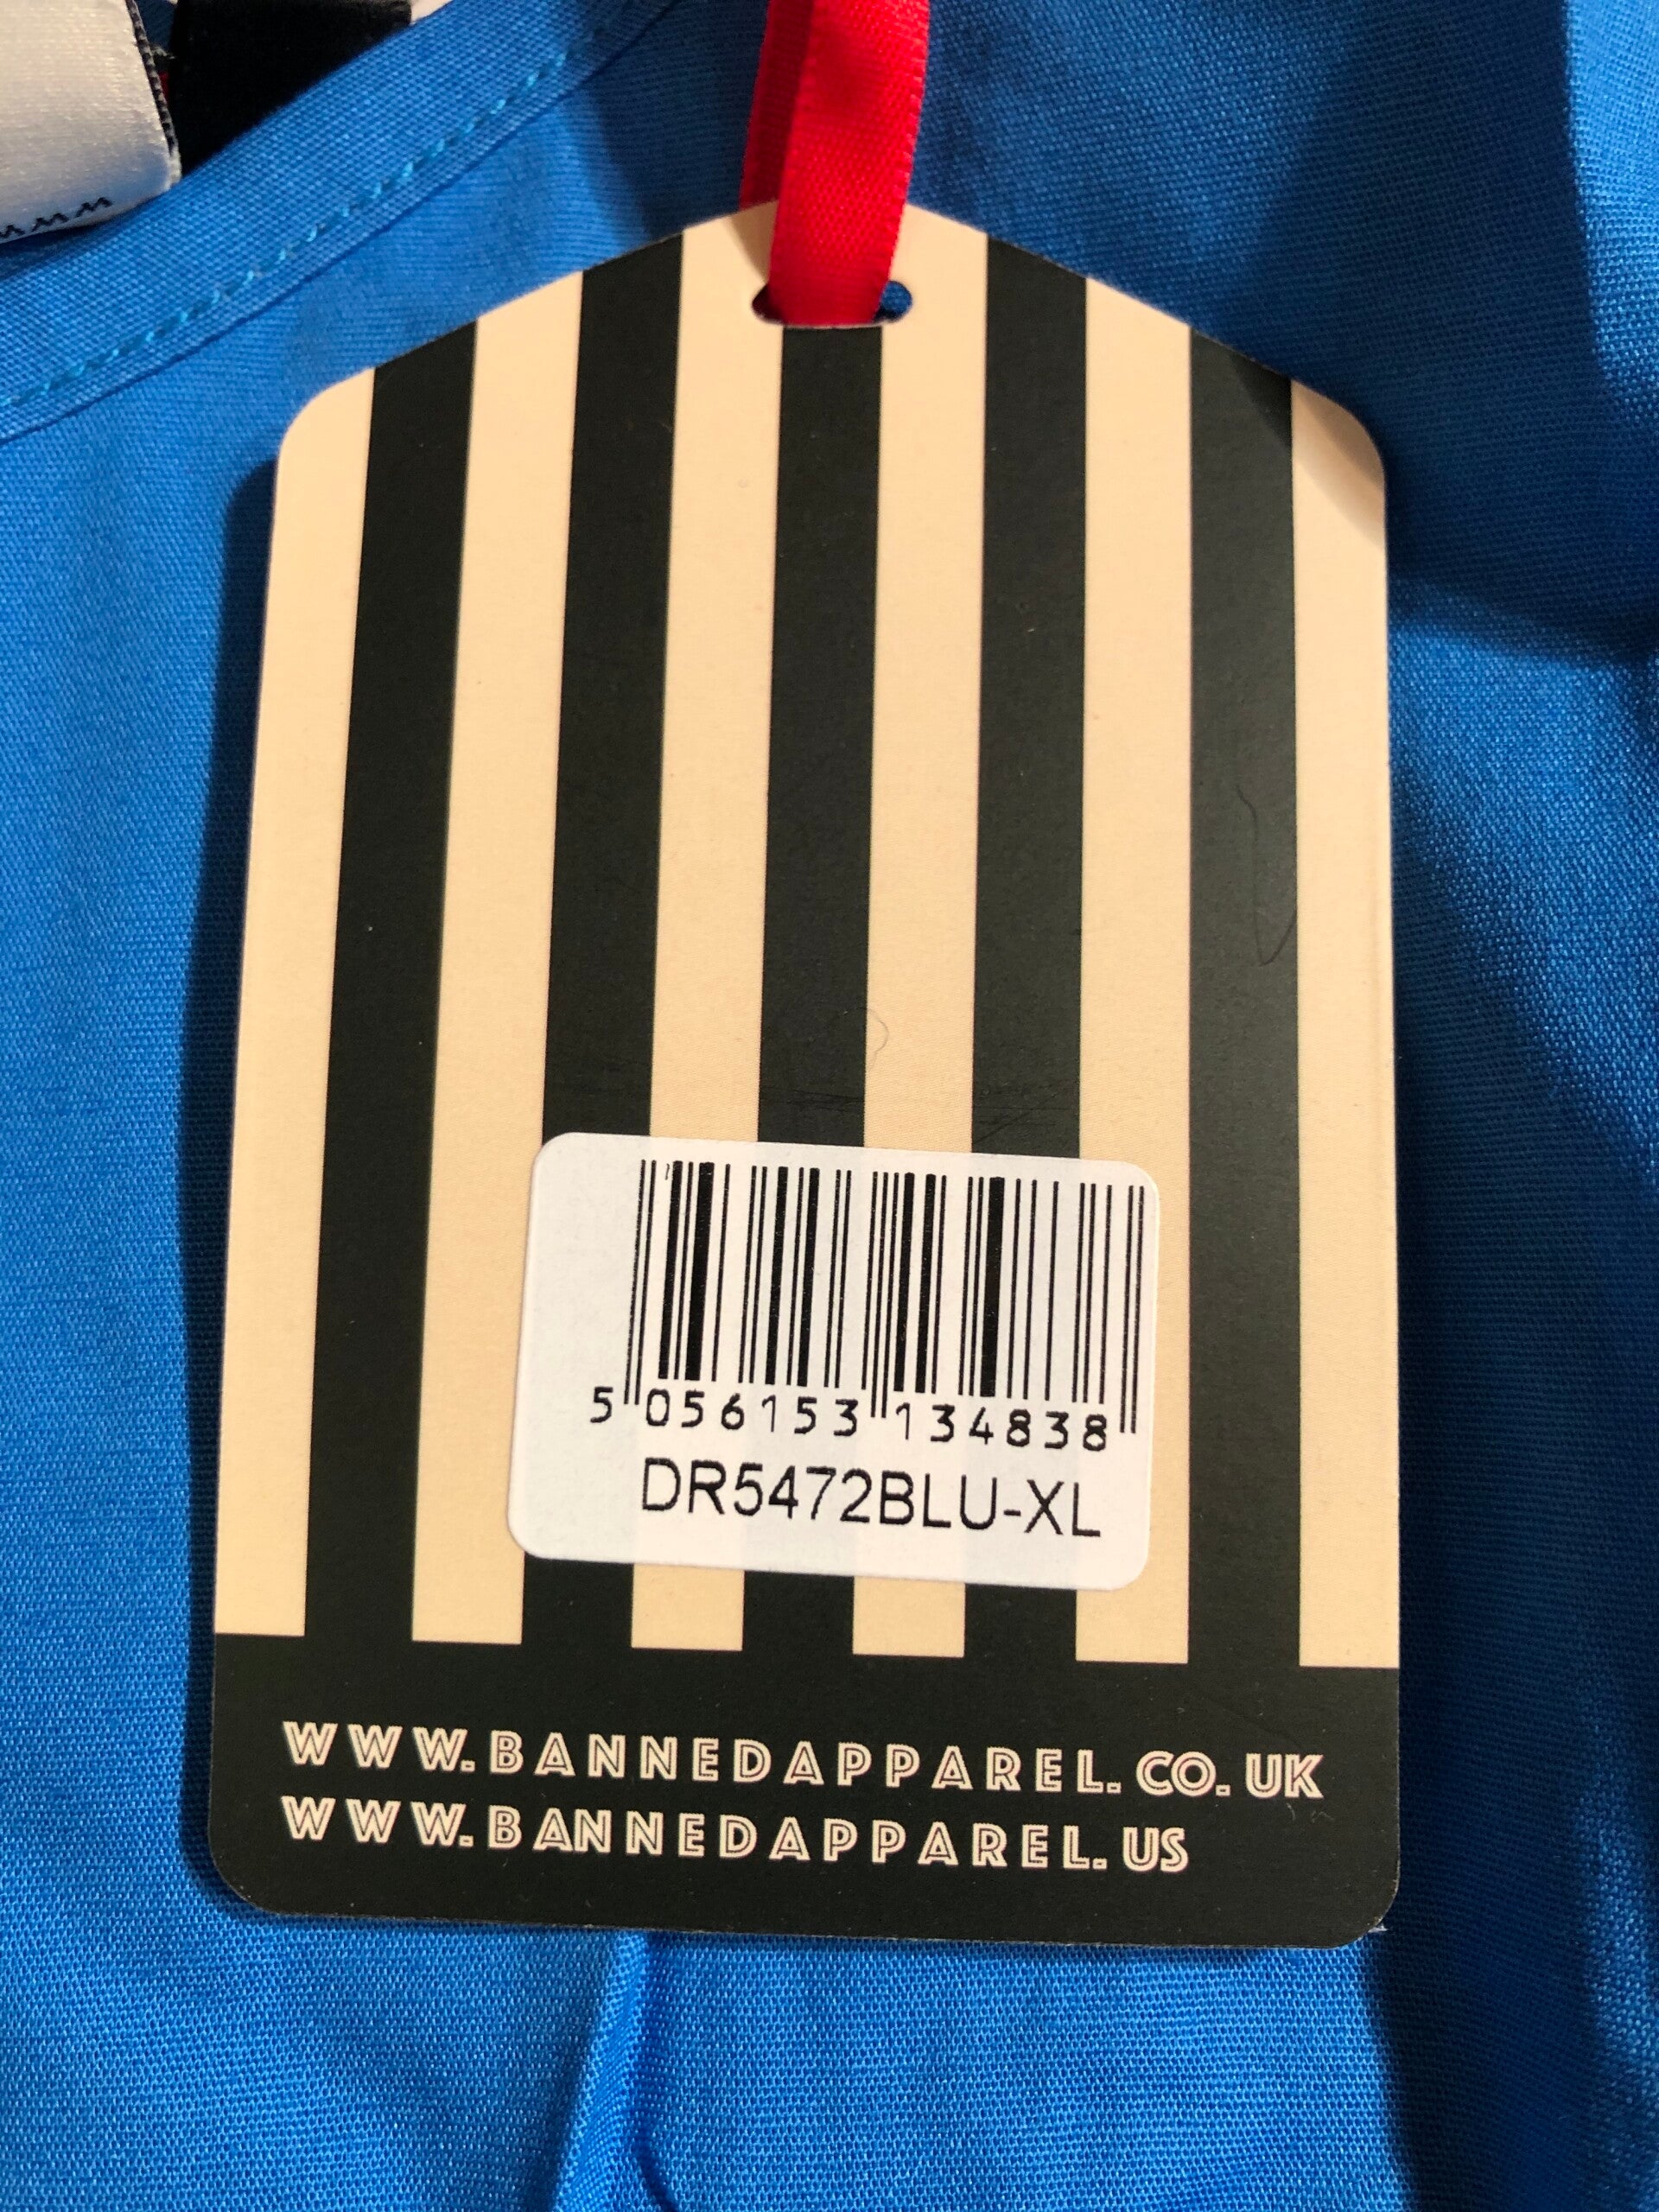 5 056153 134838
DR5472BLU-XL
WWW.BANNEDAPPAREL.CO.UK
WWW.BANNEDAPPAREL.US